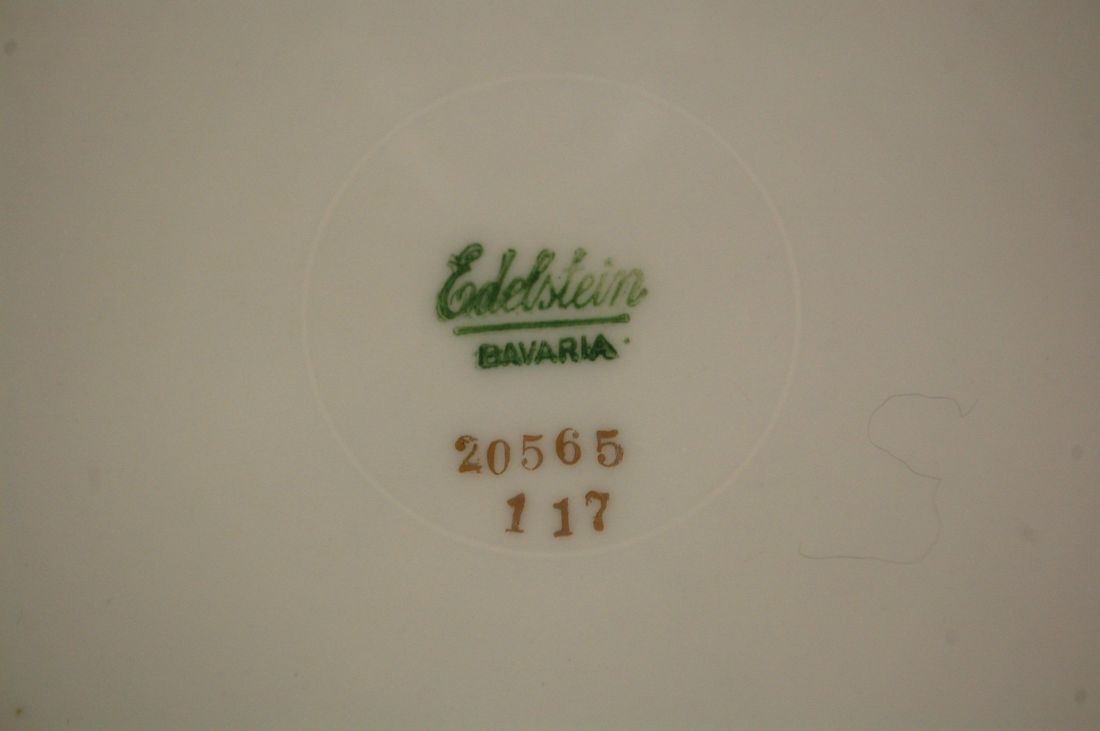 Edelstein
BAVARIA
20565
117